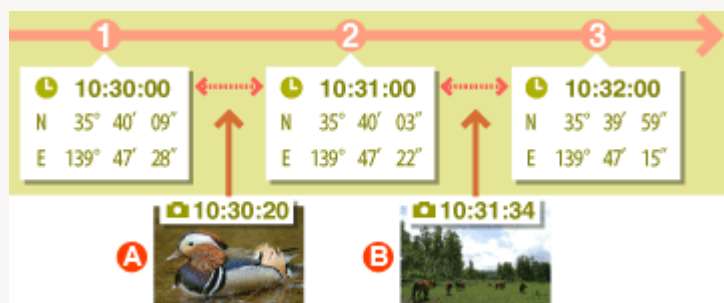 1 2 3
10:30:00 10:31:00 10:32:00
N 35° 40′ 09″ N 35° 40′ 03″ N 35° 39′ 59″
E 139° 47′ 28″ E 139° 47′ 22″ E 139° 47′ 15″
10:30:20 10:31:34
A B